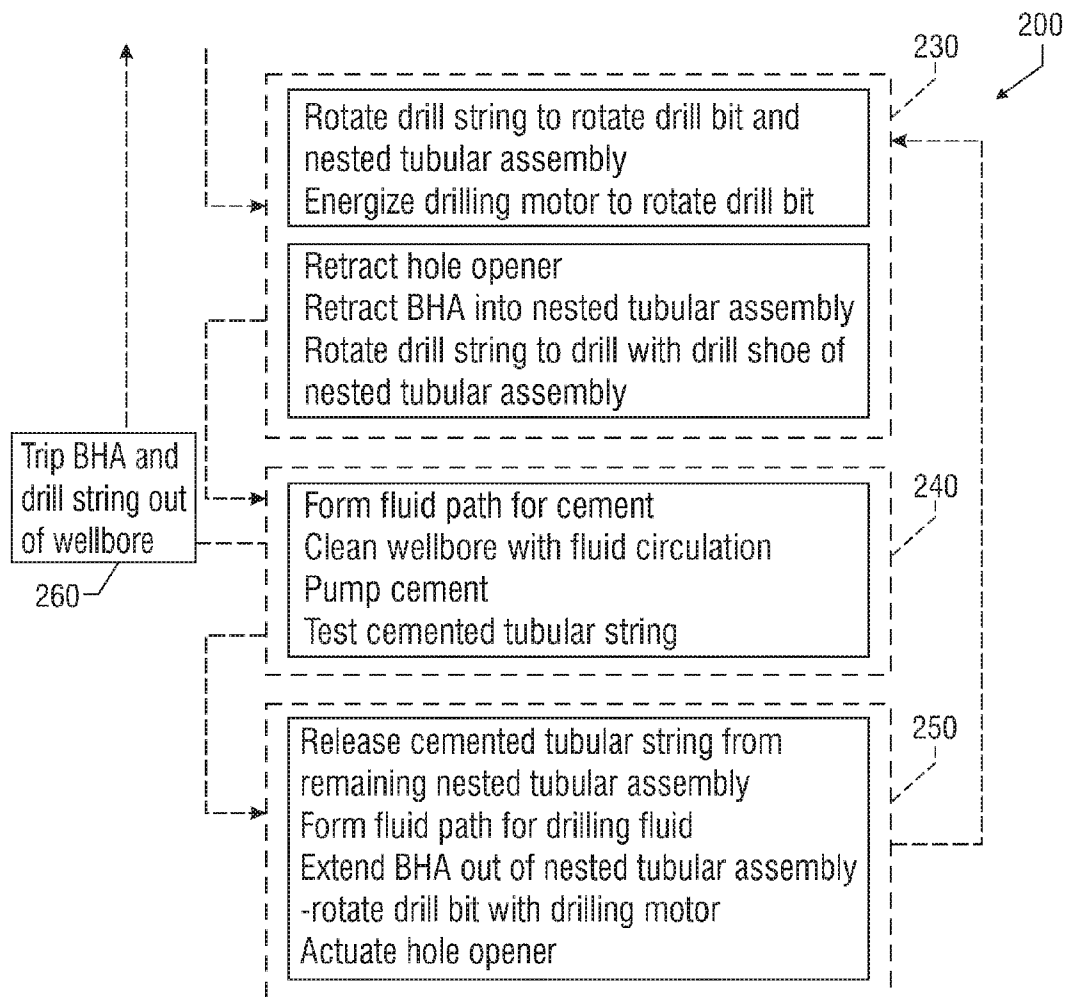 200
230
Rotate drill string to rotate drill bit and
nested tubular assembly
Energize drilling motor to rotate drill bit
Retract hole opener
Retract BHA into nested tubular assembly
Rotate drill string to drill with drill shoe of
nested tubular assembly
Trip BHA and
drill string out
of wellbore
260
240
Form fluid path for cement
Clean wellbore with fluid circulation
Pump cement
Test cemented tubular string
250
Release cemented tubular string from
remaining nested tubular assembly
Form fluid path for drilling fluid
Extend BHA out of nested tubular assembly
-rotate drill bit with drilling motor
Actuate hole opener